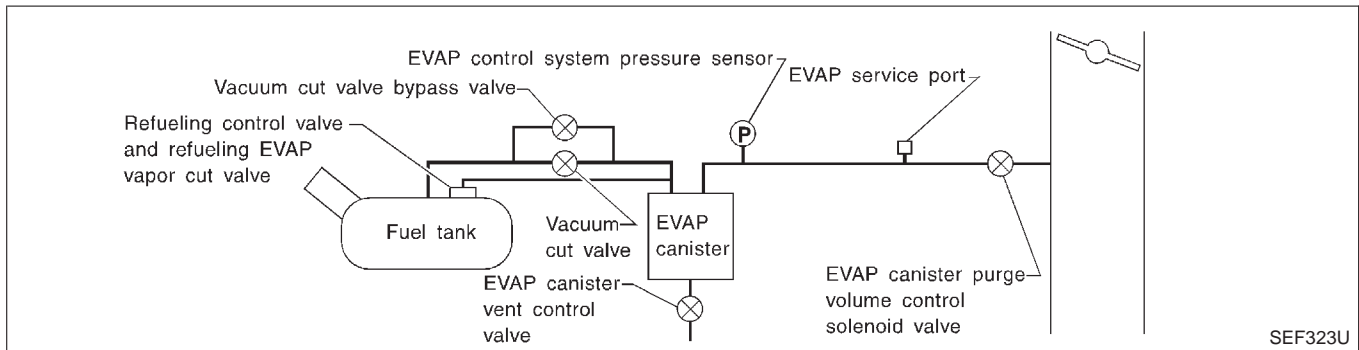 EVAP control system pressure sensor
EVAP service port
Vacuum cut valve bypass valve
Refueling control valve
and refueling EVAP
vapor cut valve
P
Fuel tank
Vacuum
cut valve
EVAP
canister
EVAP canister
vent control
valve
EVAP canister purge
volume control
solenoid valve
SEF323U